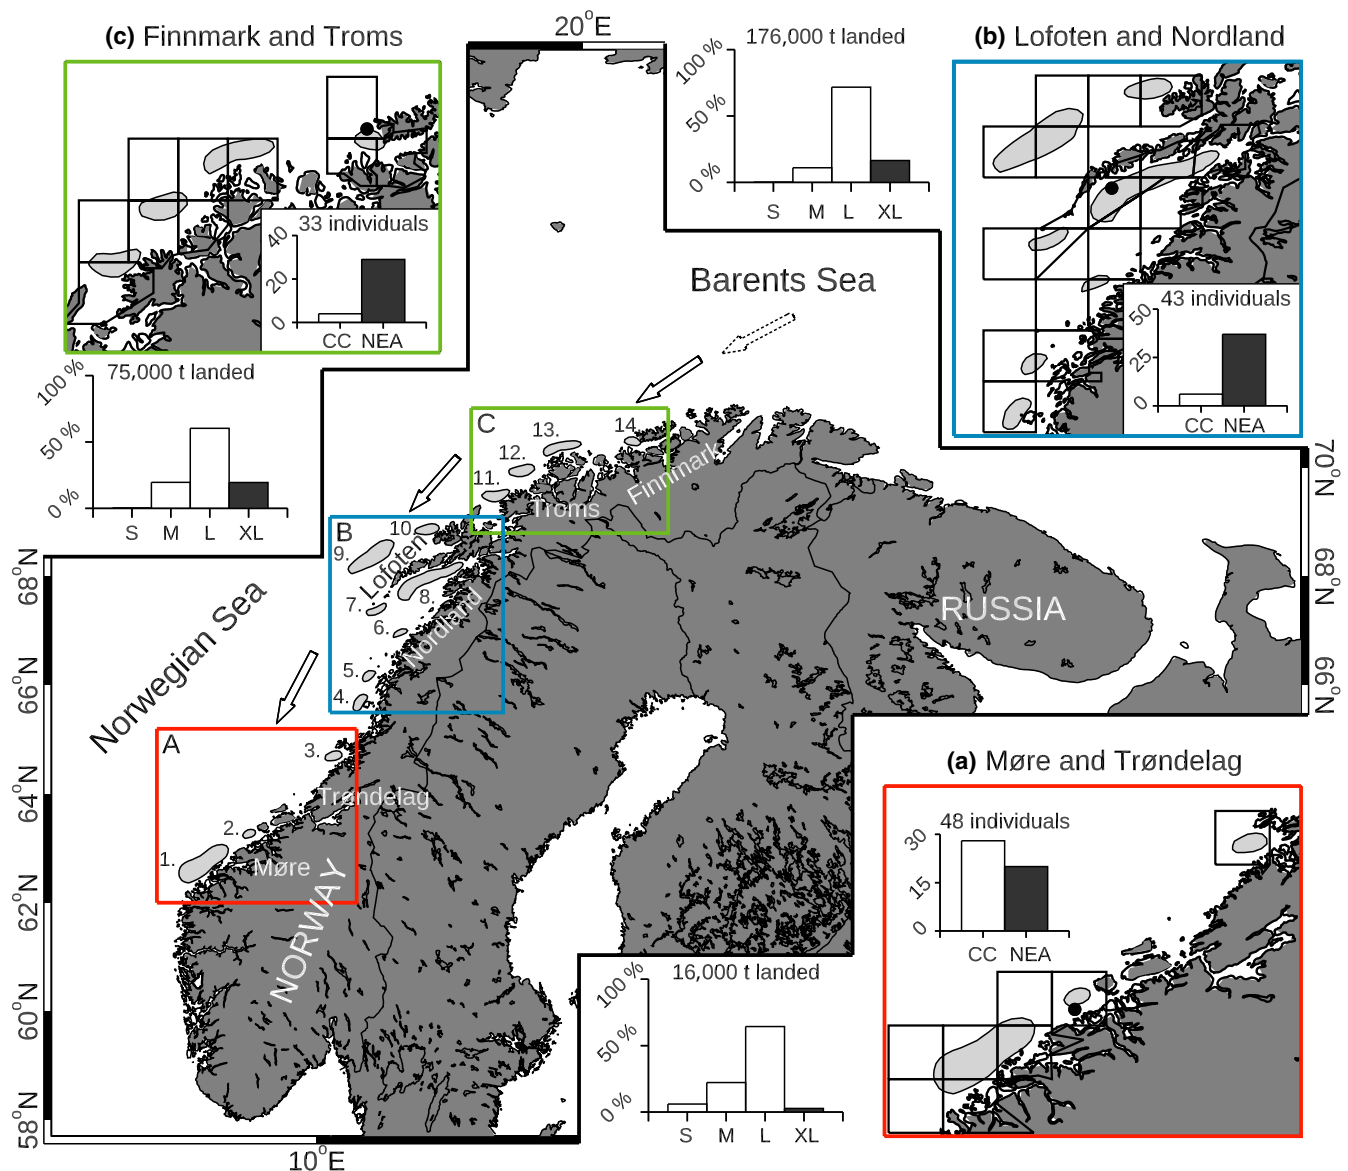 20°E
(c) Finnmark and Troms
33 individuals
40
20
0
CC NEA
75,000 t landed
100 %
50 %
0 %
S M L XL
176,000 t landed
100 %
50 %
0 %
S M L XL
(b) Lofoten and Nordland
43 individuals
50
25
0
CC NEA
Barents Sea
Norwegian Sea
C
14.
13.
12.
11.
Finnmark
Troms
B
10.
9.
Lofoten
8.
7.
6.
Nordland
5.
4.
A
3.
Trøndelag
2.
1.
Møre
NORWAY
RUSSIA
68°N
66°N
64°N
62°N
60°N
58°N
10°E
70°N
68°N
66°N
16,000 t landed
100 %
50 %
0 %
S M L XL
(a) Møre and Trøndelag
48 individuals
30
15
0
CC NEA